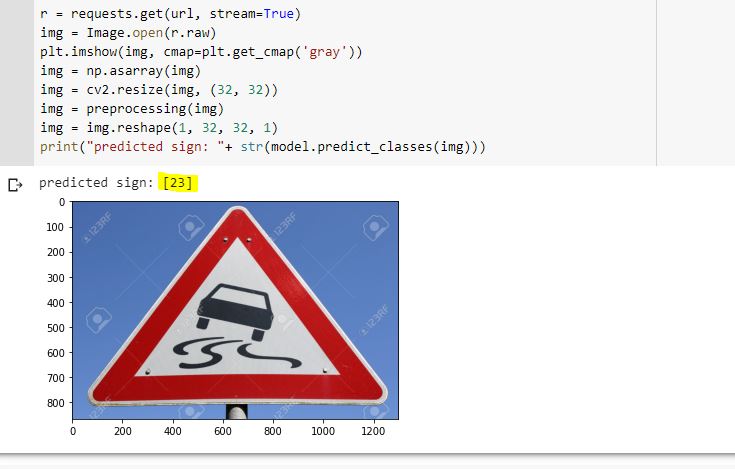 r = requests.get(url, stream=True)
img = Image.open(r.raw)
plt.imshow(img, cmap=plt.get_cmap('gray'))
img = np.asarray(img)
img = cv2.resize(img, (32, 32))
img = preprocessing(img)
img = img.reshape(1, 32, 32, 1)
print("predicted sign: "+ str(model.predict_classes(img)))
predicted sign: [23]
0
100
200
300
400
500
600
700
800
0 200 400 600 800 1000 1200
123RF
123RF
123RF
123RF
123RF